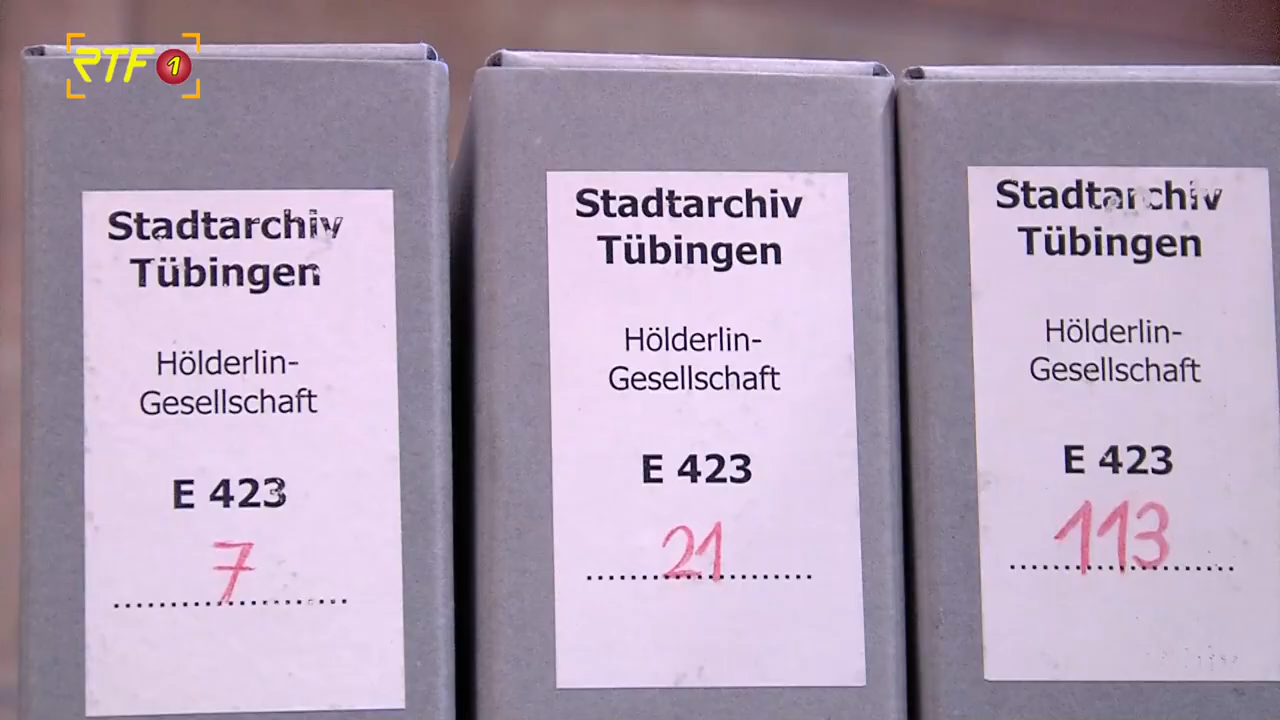 RTF 1
Stadtarchiv
Tübingen
Hölderlin-
Gesellschaft
E 423
7
Stadtarchiv
Tübingen
Hölderlin-
Gesellschaft
E 423
21
Stadtarchiv
Tübingen
Hölderlin-
Gesellschaft
E 423
113